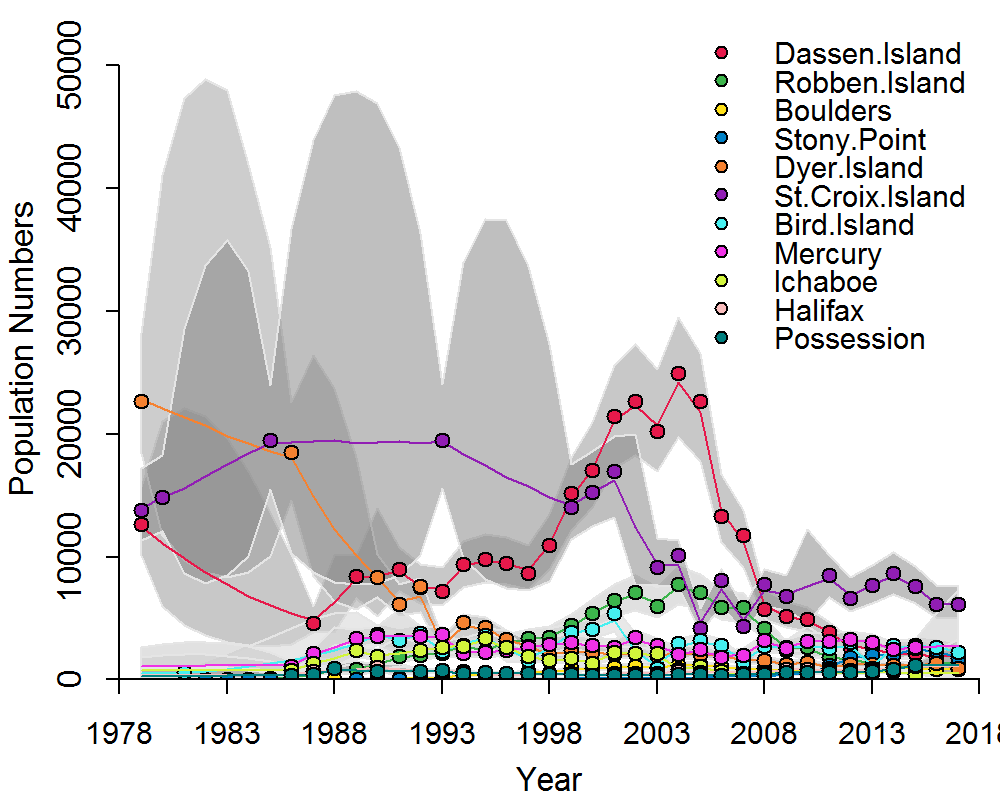 50000
40000
30000
20000
10000
0
Population Numbers
Dassen.Island
Robben.Island
Boulders
Stony.Point
Dyer.Island
St.Croix.Island
Bird.Island
Mercury
Ichaboe
Halifax
Possession
1978 1983 1988 1993 1998 2003 2008 2013 2018
Year